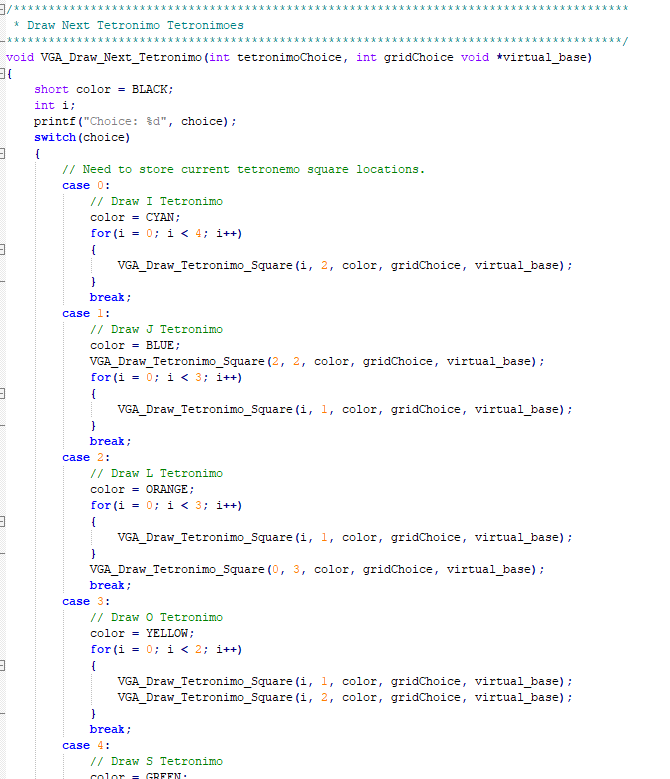 /*****************************************************************************************
 * Draw Next Tetronimo Tetronimoes
*****************************************************************************************/
void VGA_Draw_Next_Tetronimo(int tetronimoChoice, int gridChoice void *virtual_base)
{
    short color = BLACK;
    int i;
    printf("Choice: %d", choice);
    switch(choice)
    {
        // Need to store current tetronemo square locations.
        case 0:
            // Draw I Tetronimo
            color = CYAN;
            for(i = 0; i < 4; i++)
            {
                VGA_Draw_Tetronimo_Square(i, 2, color, gridChoice, virtual_base);
            }
            break;
        case 1:
            // Draw J Tetronimo
            color = BLUE;
            VGA_Draw_Tetronimo_Square(2, 2, color, gridChoice, virtual_base);
            for(i = 0; i < 3; i++)
            {
                VGA_Draw_Tetronimo_Square(i, 1, color, gridChoice, virtual_base);
            }
            break;
        case 2:
            // Draw L Tetronimo
            color = ORANGE;
            for(i = 0; i < 3; i++)
            {
                VGA_Draw_Tetronimo_Square(i, 1, color, gridChoice, virtual_base);
            }
            VGA_Draw_Tetronimo_Square(0, 3, color, gridChoice, virtual_base);
            break;
        case 3:
            // Draw O Tetronimo
            color = YELLOW;
            for(i = 0; i < 2; i++)
            {
                VGA_Draw_Tetronimo_Square(i, 1, color, gridChoice, virtual_base);
                VGA_Draw_Tetronimo_Square(i, 2, color, gridChoice, virtual_base);
            }
            break;
        case 4:
            // Draw S Tetronimo
            color = GREEN;